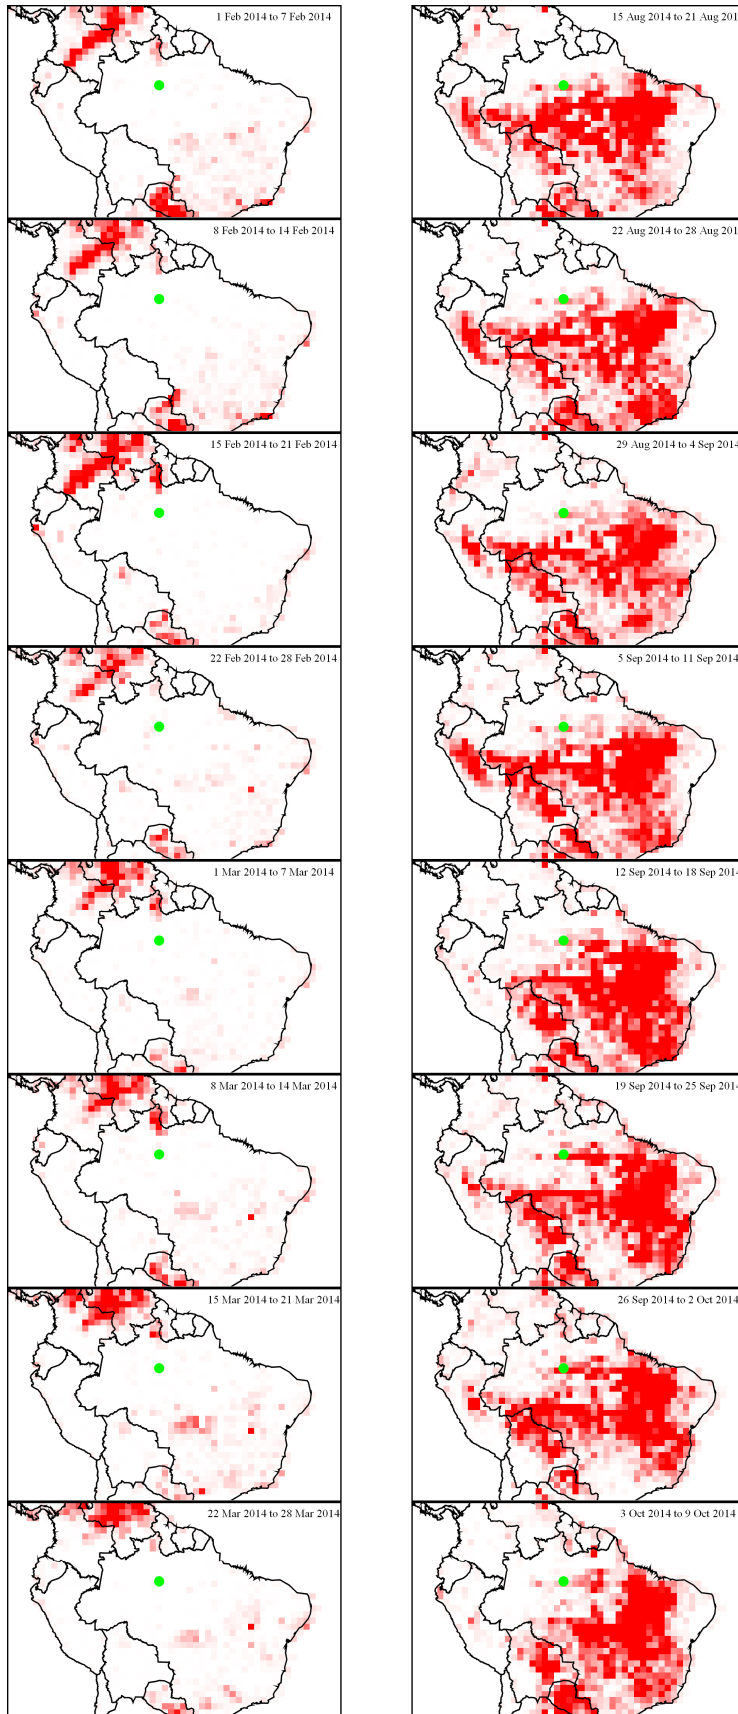 1 Feb 2014 to 7 Feb 2014
8 Feb 2014 to 14 Feb 2014
15 Feb 2014 to 21 Feb 2014
22 Feb 2014 to 28 Feb 2014
1 Mar 2014 to 7 Mar 2014
8 Mar 2014 to 14 Mar 2014
15 Mar 2014 to 21 Mar 2014
22 Mar 2014 to 28 Mar 2014
15 Aug 2014 to 21 Aug 201
22 Aug 2014 to 28 Aug 201
29 Aug 2014 to 4 Sep 2014
5 Sep 2014 to 11 Sep 2014
12 Sep 2014 to 18 Sep 2014
19 Sep 2014 to 25 Sep 2014
26 Sep 2014 to 2 Oct 2014
3 Oct 2014 to 9 Oct 2014